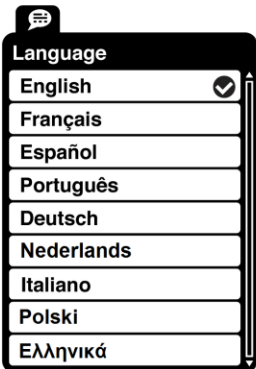 Language
English
Français
Español
Português
Deutsch
Nederlands
Italiano
Polski
Ελληνικά